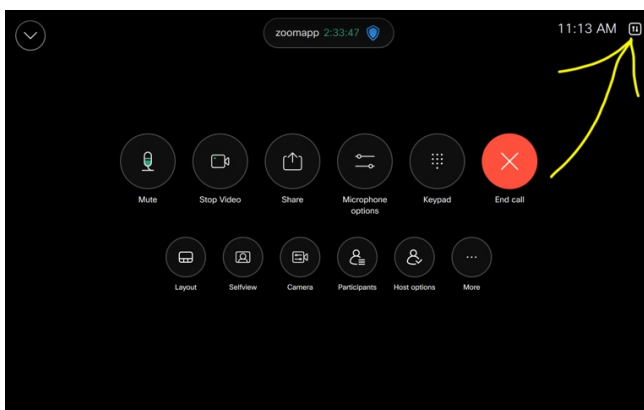 zoomapp 2:33:47
11:13 AM
Mute
Stop Video
Share
Microphone
options
Keypad
End call
Layout
Selfview
Camera
Participants
Host options
More